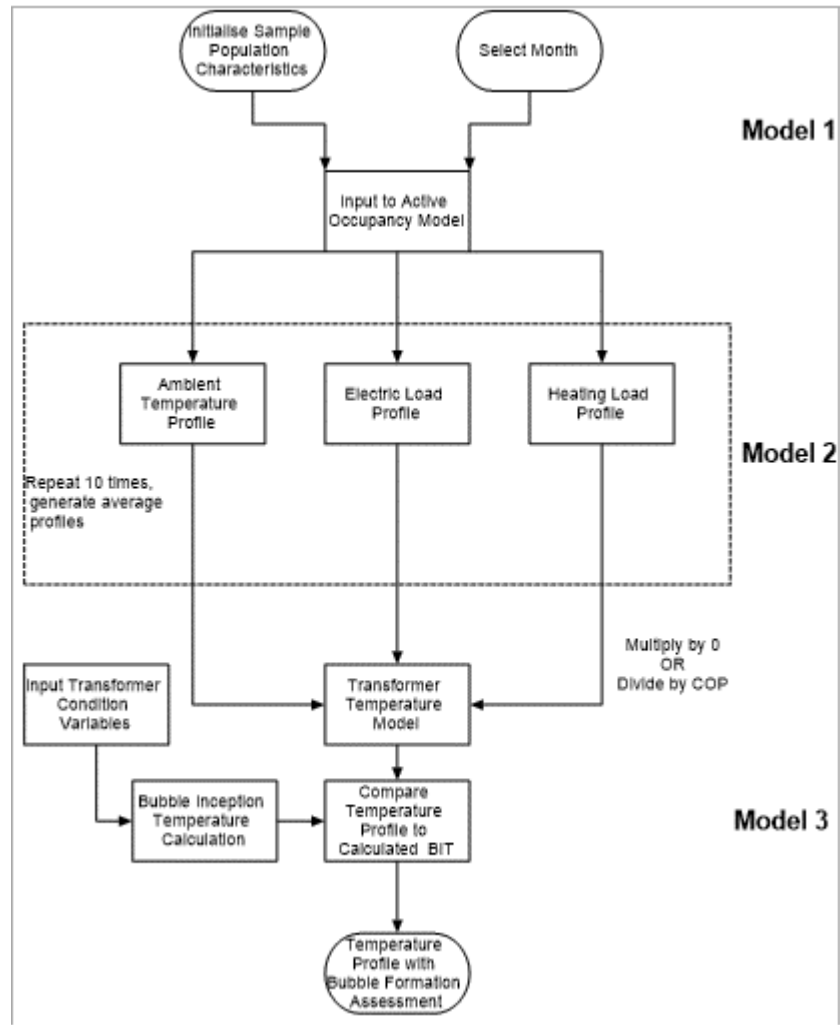 Initialise Sample
Population
Characteristics
Select Month
Model 1
Input to Active
Occupancy Model
Ambient
Temperature
Profile
Electric Load
Profile
Heating Load
Profile
Model 2
Repeat 10 times,
generate average
profiles
Multiply by 0
OR
Divide by COP
Input Transformer
Condition
Variables
Transformer
Temperature
Model
Bubble Inception
Temperature
Calculation
Compare
Temperature
Profile to
Calculated BIT
Model 3
Temperature
Profile with
Bubble Formation
Assessment